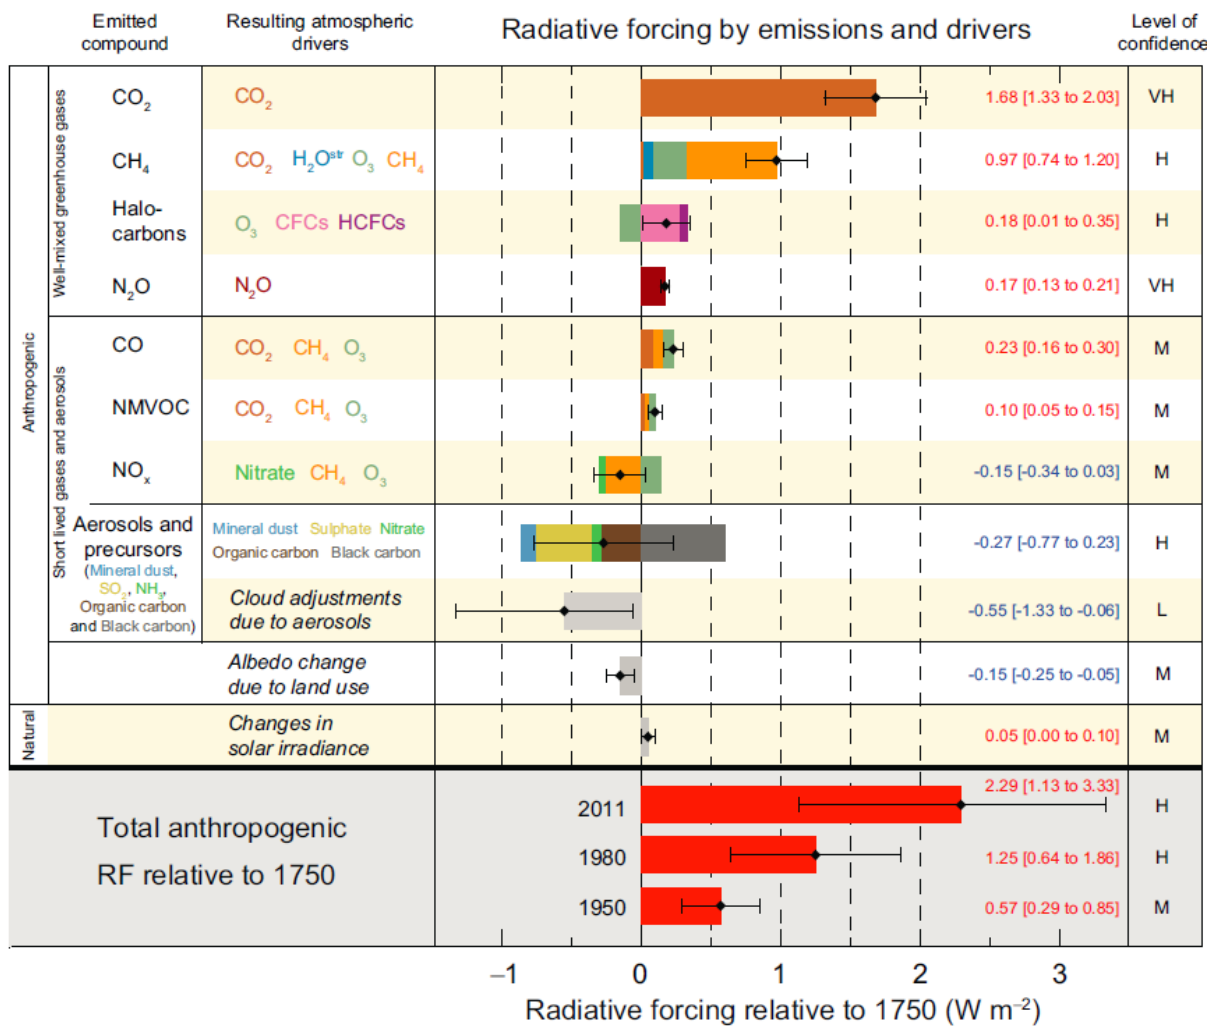 Emitted compound
Resulting atmospheric drivers
Radiative forcing by emissions and drivers
Level of confidence
Anthropogenic
Well-mixed greenhouse gases
CO₂ CO₂ 1.68 [1.33 to 2.03] VH
CH₄ CO₂ H₂Oˢᵗʳ O₃ CH₄ 0.97 [0.74 to 1.20] H
Halo-
carbons O₃ CFCs HCFCs 0.18 [0.01 to 0.35] H
N₂O N₂O 0.17 [0.13 to 0.21] VH
Short lived gases and aerosols
CO CO₂ CH₄ O₃ 0.23 [0.16 to 0.30] M
NMVOC CO₂ CH₄ O₃ 0.10 [0.05 to 0.15] M
NOₓ Nitrate CH₄ O₃ -0.15 [-0.34 to 0.03] M
Aerosols and
precursors
(Mineral dust,
SO₂, NH₃,
Organic carbon
and Black carbon)
Mineral dust Sulphate Nitrate
Organic carbon Black carbon
-0.27 [-0.77 to 0.23] H
Cloud adjustments
due to aerosols
-0.55 [-1.33 to -0.06] L
Albedo change
due to land use
-0.15 [-0.25 to -0.05] M
Natural
Changes in
solar irradiance
0.05 [0.00 to 0.10] M
Total anthropogenic
RF relative to 1750
2011 2.29 [1.13 to 3.33] H
1980 1.25 [0.64 to 1.86] H
1950 0.57 [0.29 to 0.85] M
−1 0 1 2 3
Radiative forcing relative to 1750 (W m⁻²)